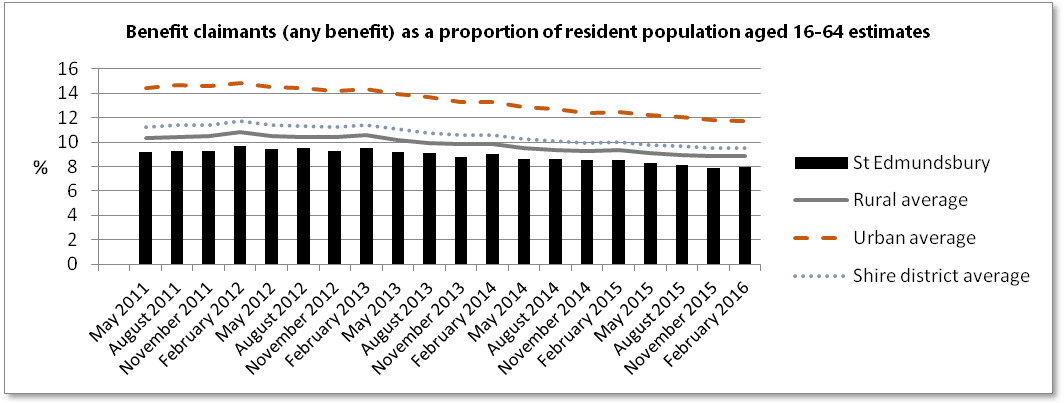 Benefit claimants (any benefit) as a proportion of resident population aged 16-64 estimates
16
14
12
10
8
6
4
2
0
%
May 2011
August 2011
November 2011
February 2012
May 2012
August 2012
November 2012
February 2013
May 2013
August 2013
November 2013
February 2014
May 2014
August 2014
November 2014
February 2015
May 2015
August 2015
November 2015
February 2016
St Edmundsbury
Rural average
Urban average
Shire district average